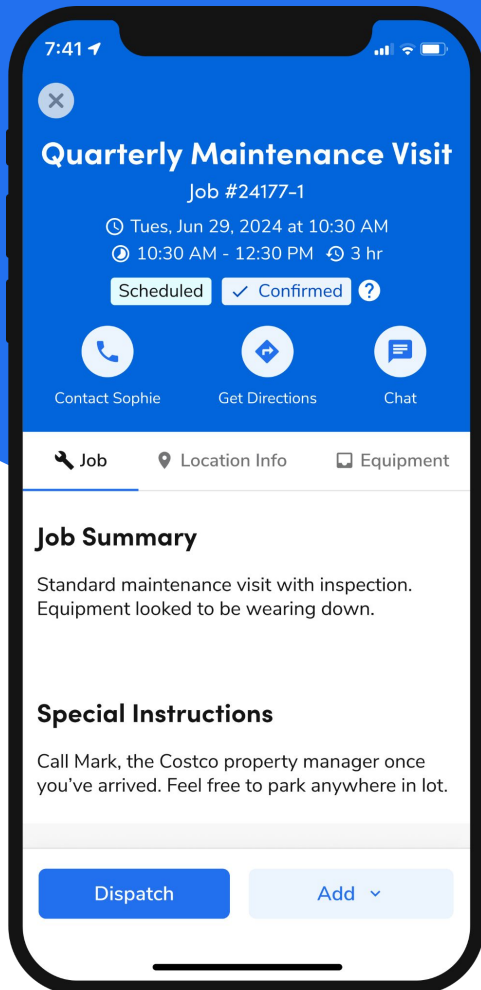 7:41
Quarterly Maintenance Visit
Job #24177-1
Tues, Jun 29, 2024 at 10:30 AM
10:30 AM - 12:30 PM 3 hr
Scheduled ✓ Confirmed ?
Contact Sophie Get Directions Chat
Job Location Info Equipment
Job Summary
Standard maintenance visit with inspection.
Equipment looked to be wearing down.
Special Instructions
Call Mark, the Costco property manager once
you’ve arrived. Feel free to park anywhere in lot.
Dispatch Add